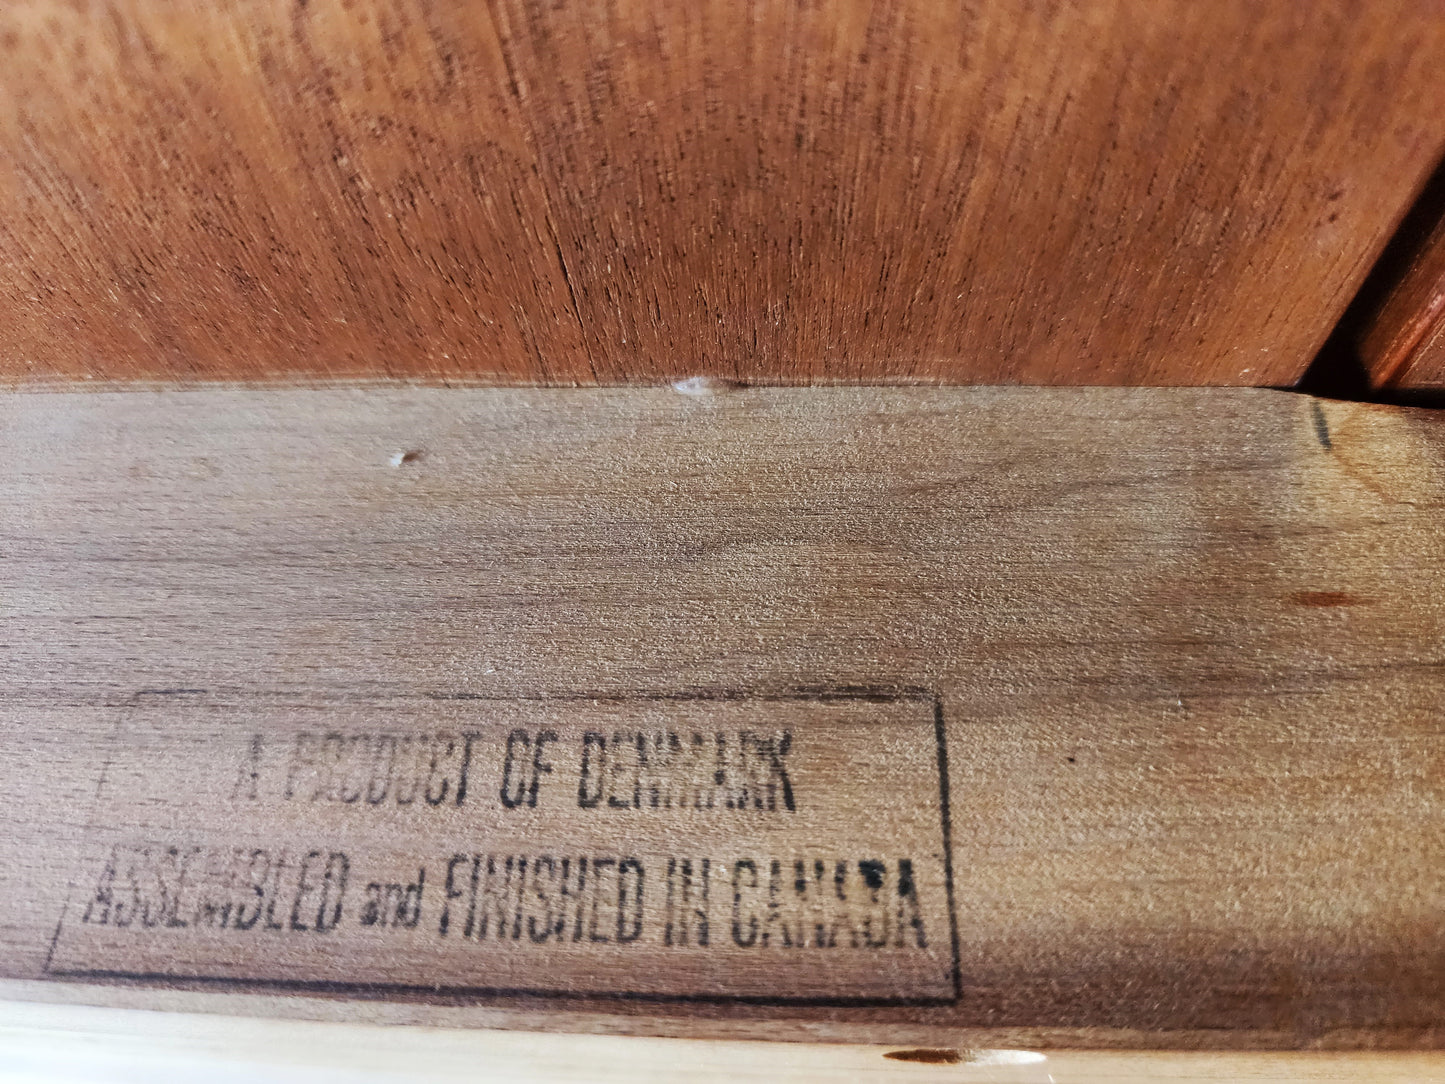 A PRODUCT OF DENMARK
ASSEMBLED and FINISHED IN CANADA